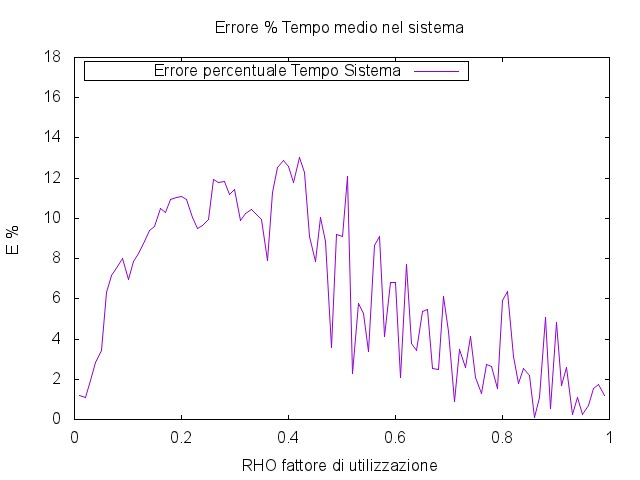 Errore % Tempo medio nel sistema
Errore percentuale Tempo Sistema
18
16
14
12
10
8
6
4
2
0
E %
0 0.2 0.4 0.6 0.8 1
RHO fattore di utilizzazione